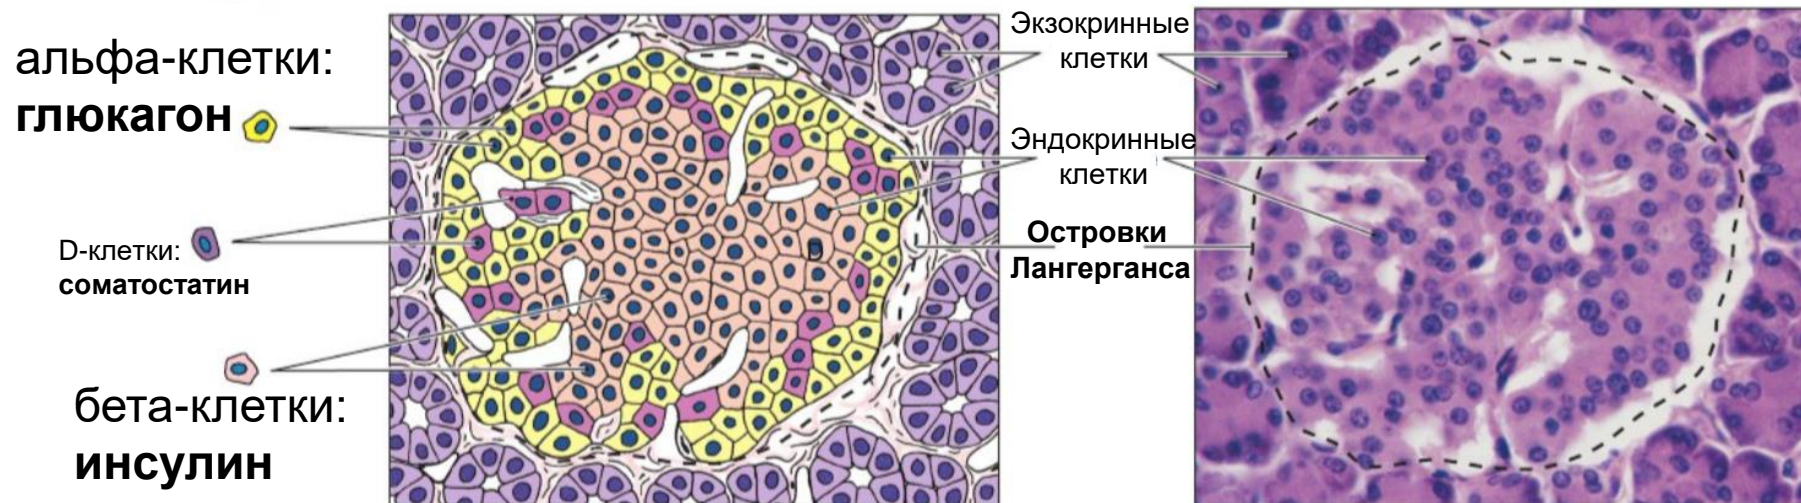 альфа-клетки:
глюкагон
D-клетки:
соматостатин
бета-клетки:
инсулин
D
Экзокринные
клетки
Эндокринные
клетки
Островки
Лангерганса